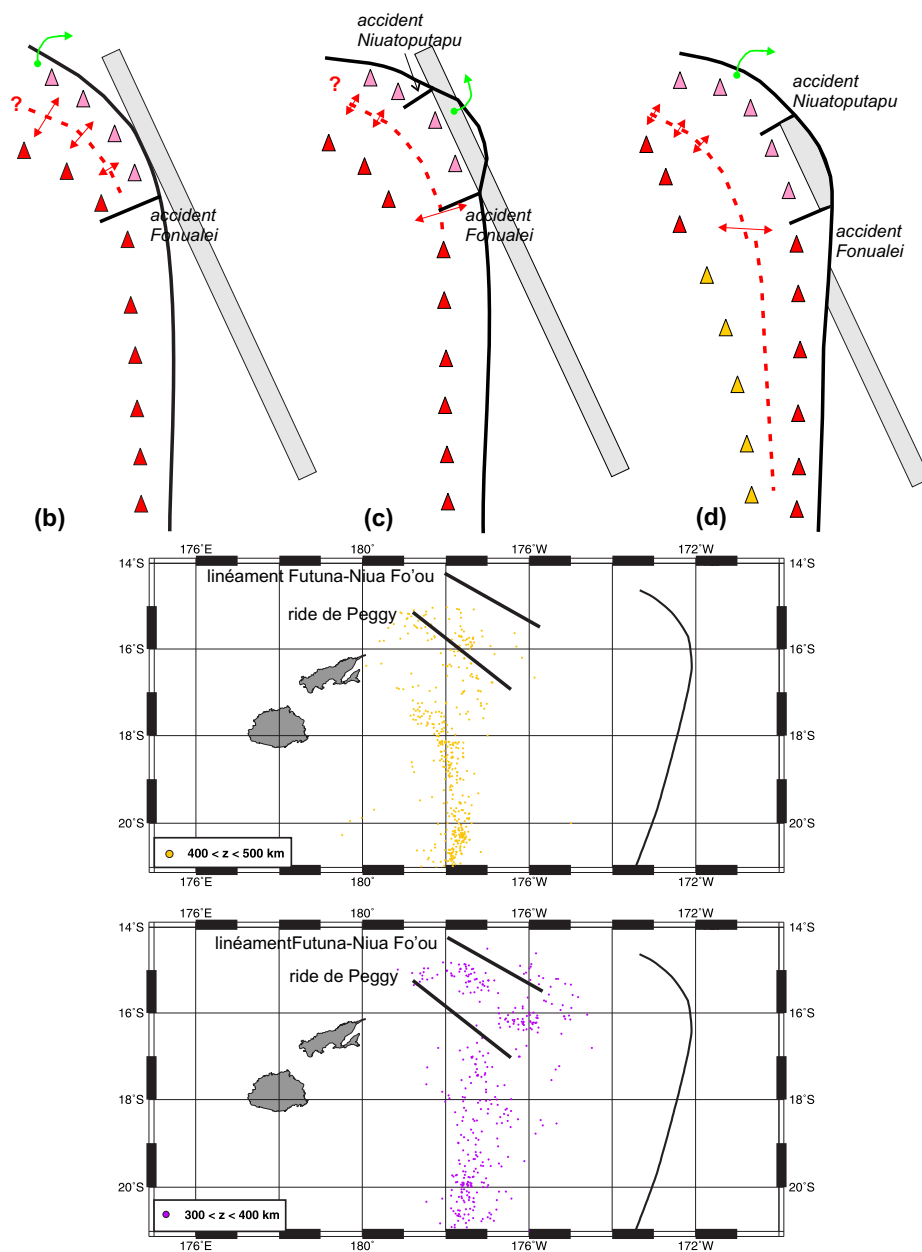 accident
Niuatoputapu
accident
Niuatoputapu
?
?
accident
Fonualei
accident
Fonualei
accident
Fonualei
(b)
(c)
(d)
176˚E
180˚
176˚W
172˚W
14˚S
14˚S
linéament Futuna-Niua Fo'ou
ride de Peggy
16˚S
16˚S
18˚S
18˚S
20˚S
20˚S
400 < z < 500 km
176˚E
180˚
176˚W
172˚W
176˚E
180˚
176˚W
172˚W
14˚S
14˚S
linéamentFutuna-Niua Fo'ou
ride de Peggy
16˚S
16˚S
18˚S
18˚S
20˚S
20˚S
300 < z < 400 km
176˚E
180˚
176˚W
172˚W